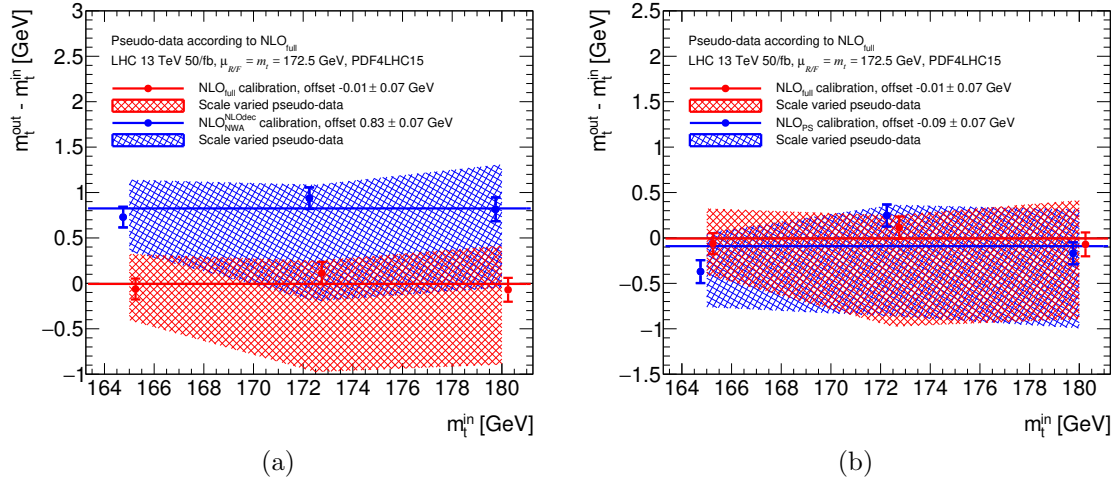 Pseudo-data according to NLO_full
LHC 13 TeV 50/fb, μ_R/F = m_t = 172.5 GeV, PDF4LHC15
NLO_full calibration, offset -0.01 ± 0.07 GeV
Scale varied pseudo-data
NLO_NWA^NLOdec calibration, offset 0.83 ± 0.07 GeV
Scale varied pseudo-data
m_t^out - m_t^in [GeV]
3
2.5
2
1.5
1
0.5
0
−0.5
−1
164 166 168 170 172 174 176 178 180
m_t^in [GeV]
(a)
Pseudo-data according to NLO_full
LHC 13 TeV 50/fb, μ_R/F = m_t = 172.5 GeV, PDF4LHC15
NLO_full calibration, offset -0.01 ± 0.07 GeV
Scale varied pseudo-data
NLO_PS calibration, offset -0.09 ± 0.07 GeV
Scale varied pseudo-data
m_t^out - m_t^in [GeV]
2.5
2
1.5
1
0.5
0
−0.5
−1
−1.5
164 166 168 170 172 174 176 178 180
m_t^in [GeV]
(b)